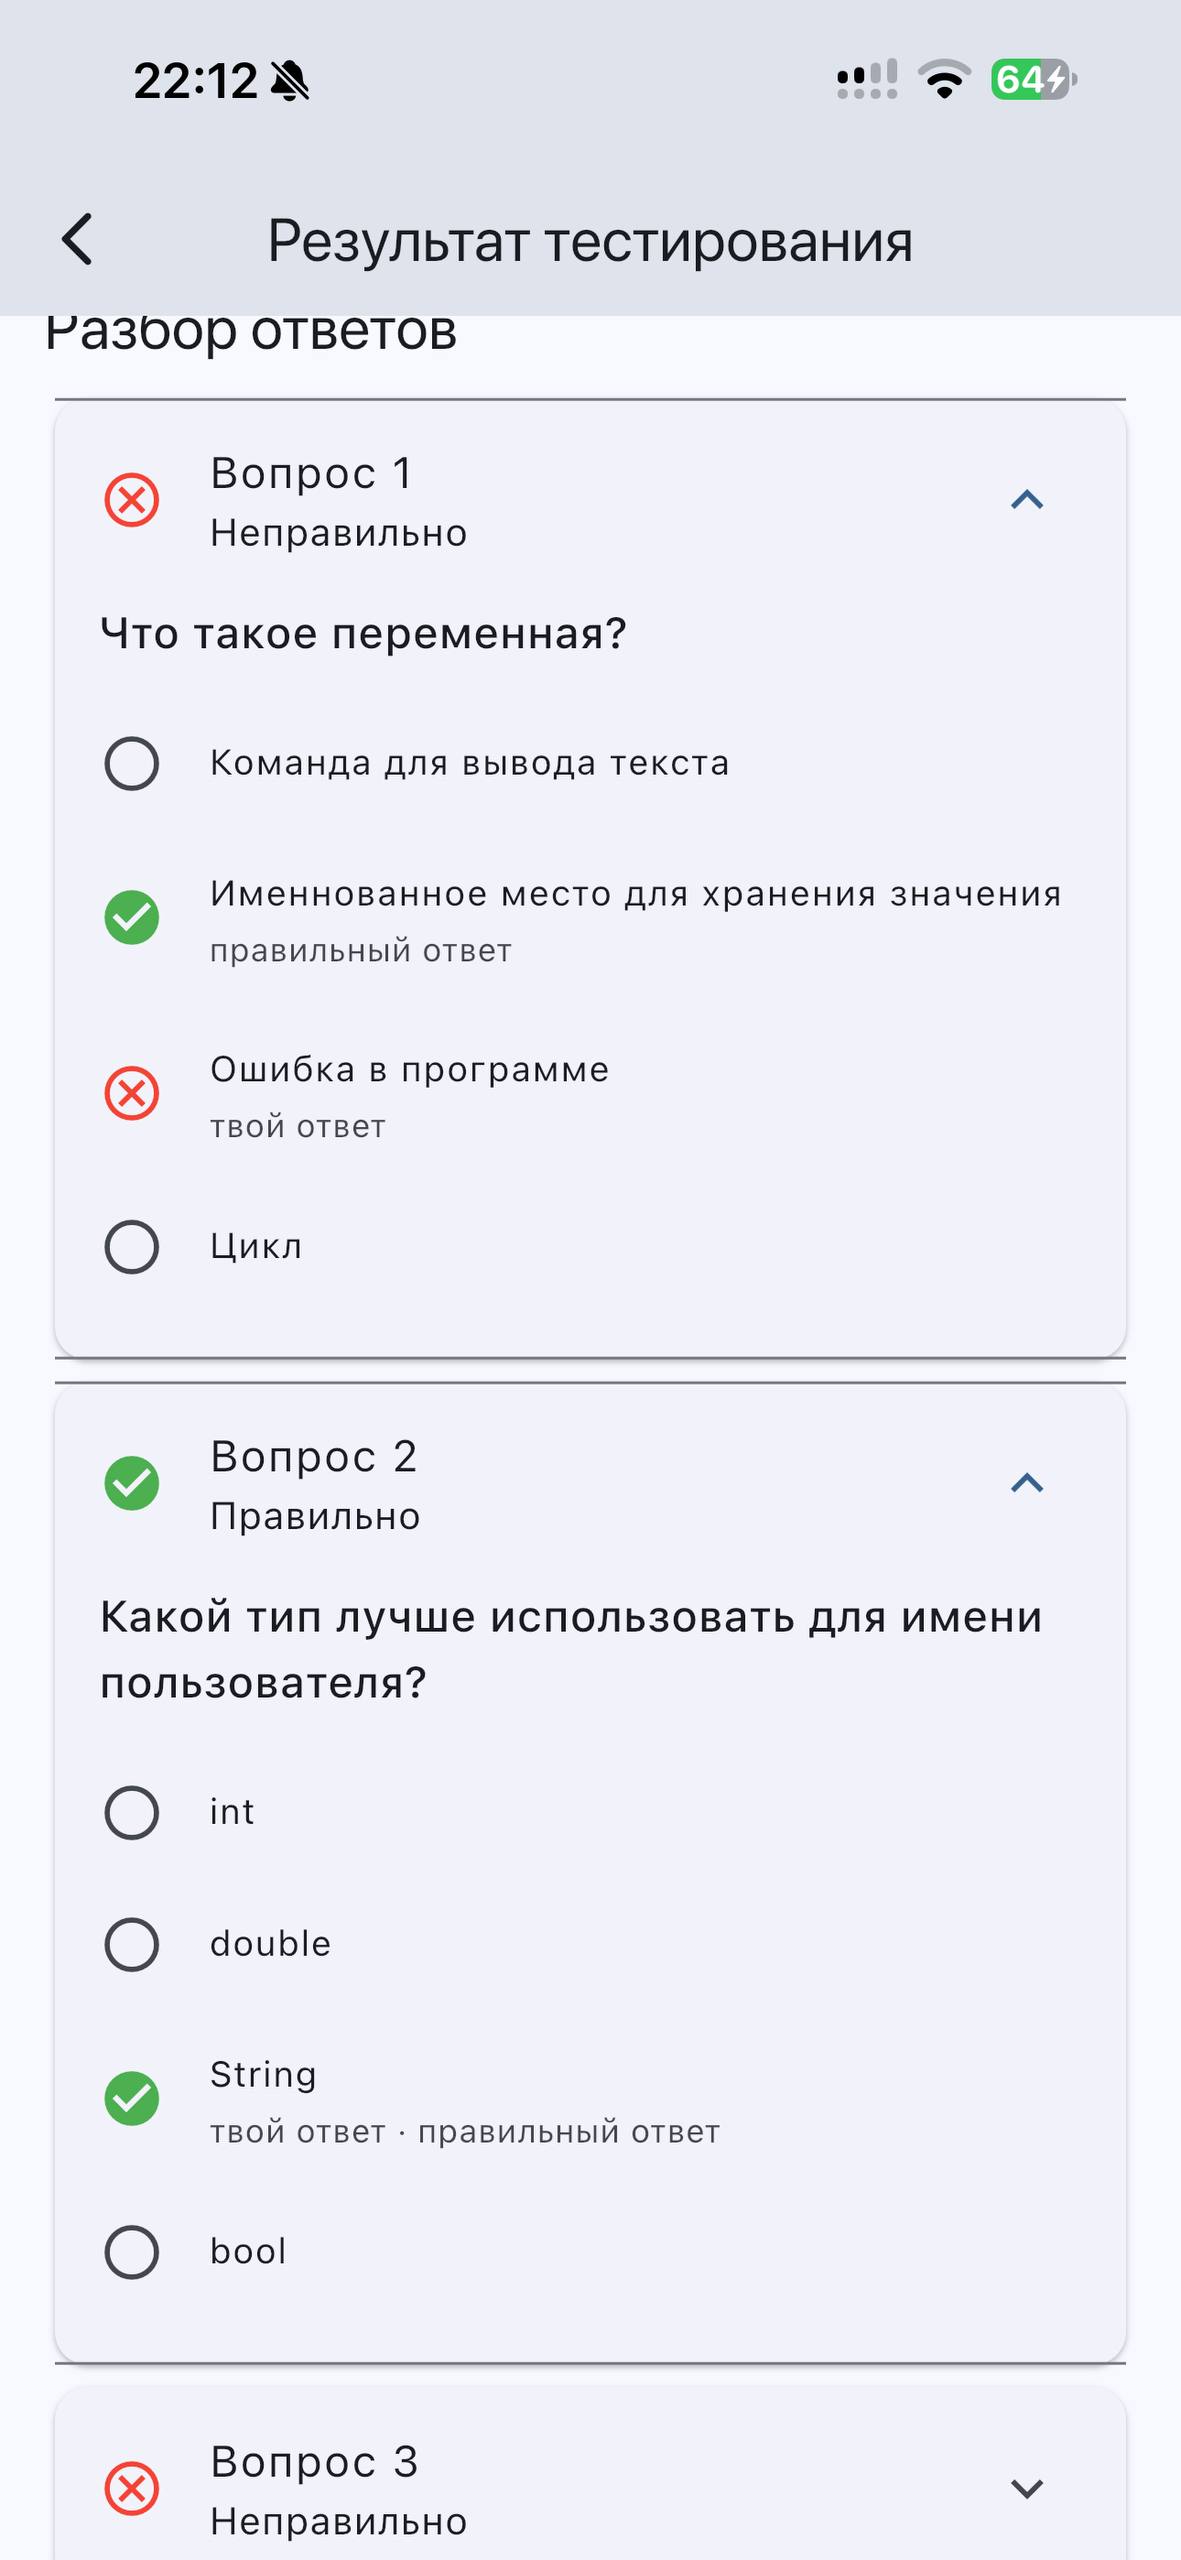 22:12
64
Результат тестирования
Разбор ответов
Вопрос 1
Неправильно
Что такое переменная?
Команда для вывода текста
Именнованное место для хранения значения
правильный ответ
Ошибка в программе
твой ответ
Цикл
Вопрос 2
Правильно
Какой тип лучше использовать для имени
пользователя?
int
double
String
твой ответ · правильный ответ
bool
Вопрос 3
Неправильно